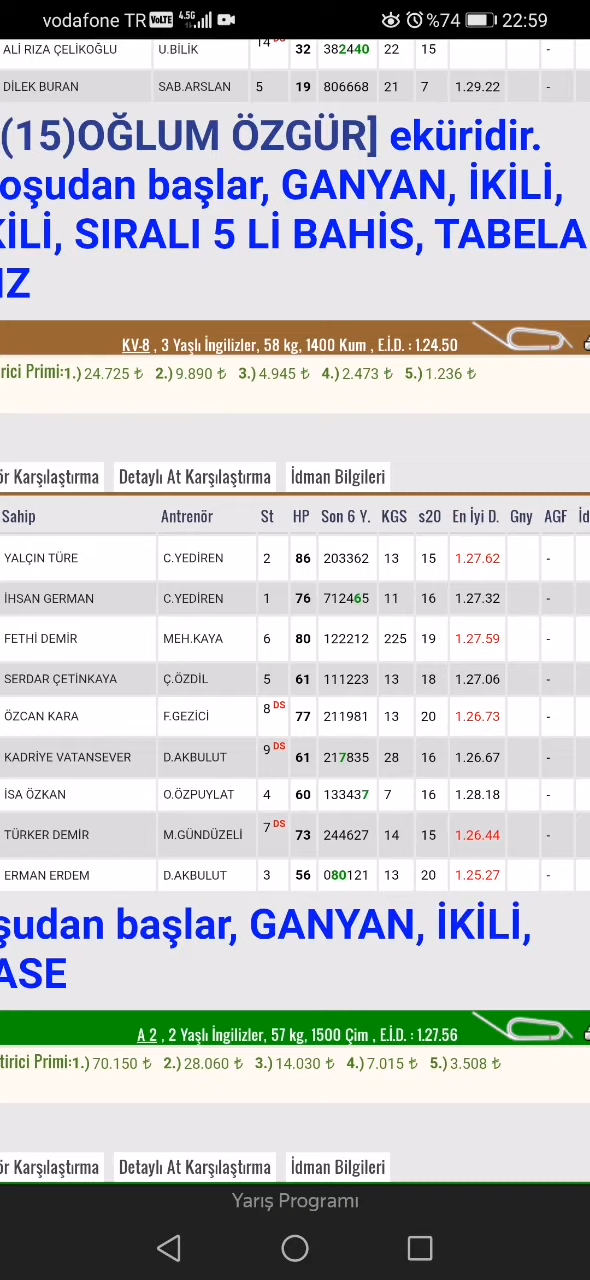 vodafone TR VoLTE 4.5G %74 22:59
ALİ RIZA ÇELİKOĞLU U.BİLİK 14 DS 32 382440 22 15 -
DİLEK BURAN SAB.ARSLAN 5 19 806668 21 7 1.29.22 -
(15)OĞLUM ÖZGÜR] eküridir.
oşudan başlar, GANYAN, İKİLİ,
KİLİ, SIRALI 5 Lİ BAHİS, TABELA
IZ
KV-8 , 3 Yaşlı İngilizler, 58 kg, 1400 Kum , E.İ.D. : 1.24.50
rici Primi:1.) 24.725 ₺ 2.) 9.890 ₺ 3.) 4.945 ₺ 4.) 2.473 ₺ 5.) 1.236 ₺
ör Karşılaştırma Detaylı At Karşılaştırma İdman Bilgileri
Sahip Antrenör St HP Son 6 Y. KGS s20 En İyi D. Gny AGF İd
YALÇIN TÜRE C.YEDİREN 2 86 203362 13 15 1.27.62 -
İHSAN GERMAN C.YEDİREN 1 76 712465 11 16 1.27.32 -
FETHİ DEMİR MEH.KAYA 6 80 122212 225 19 1.27.59 -
SERDAR ÇETİNKAYA Ç.ÖZDİL 5 61 111223 13 18 1.27.06 -
ÖZCAN KARA F.GEZİCİ 8 DS 77 211981 13 20 1.26.73 -
KADRİYE VATANSEVER D.AKBULUT 9 DS 61 217835 28 16 1.26.67 -
İSA ÖZKAN O.ÖZPUYLAT 4 60 133437 7 16 1.28.18 -
TÜRKER DEMİR M.GÜNDÜZELİ 7 DS 73 244627 14 15 1.26.44 -
ERMAN ERDEM D.AKBULUT 3 56 080121 13 20 1.25.27 -
şudan başlar, GANYAN, İKİLİ,
ASE
A 2 , 2 Yaşlı İngilizler, 57 kg, 1500 Çim , E.İ.D. : 1.27.56
tirici Primi:1.) 70.150 ₺ 2.) 28.060 ₺ 3.) 14.030 ₺ 4.) 7.015 ₺ 5.) 3.508 ₺
ör Karşılaştırma Detaylı At Karşılaştırma İdman Bilgileri
Yarış Programı